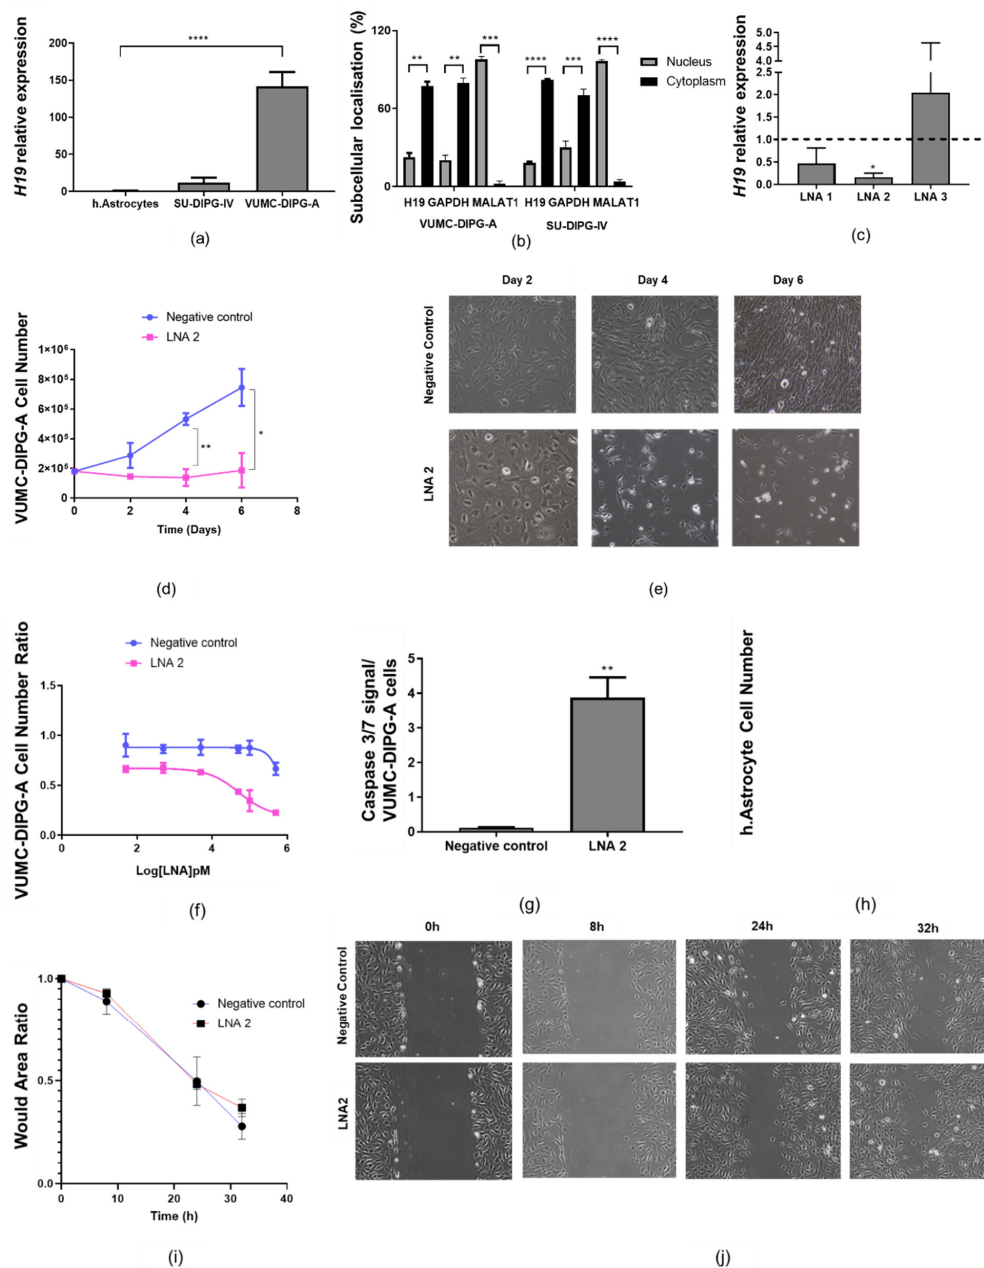 H19 relative expression
200
150
100
50
0
****
h.Astrocytes SU-DIPG-IV VUMC-DIPG-A
(a)
Subcellular localisation (%)
120
60
0
** ** *** **** *** ****
Nucleus
Cytoplasm
H19 GAPDH MALAT1 H19 GAPDH MALAT1
VUMC-DIPG-A SU-DIPG-IV
(b)
H19 relative expression
5.0
4.5
4.0
2.5
2.0
1.5
1.0
0.5
0.0
*
LNA 1 LNA 2 LNA 3
(c)
Negative control
LNA 2
VUMC-DIPG-A Cell Number
1×10⁶
8×10⁵
6×10⁵
4×10⁵
2×10⁵
0
**
*
0 2 4 6 8
Time (Days)
(d)
Day 2 Day 4 Day 6
Negative Control
LNA 2
(e)
Negative control
LNA 2
VUMC-DIPG-A Cell Number Ratio
1.5
1.0
0.5
0.0
0 2 4 6
Log[LNA]pM
(f)
Caspase 3/7 signal/
VUMC-DIPG-A cells
5
4
3
2
1
0
**
Negative control LNA 2
(g)
h.Astrocyte Cell Number
(h)
Would Area Ratio
1.0
0.5
0.0
Negative control
LNA 2
0 10 20 30 40
Time (h)
(i)
0h 8h 24h 32h
Negative Control
LNA2
(j)